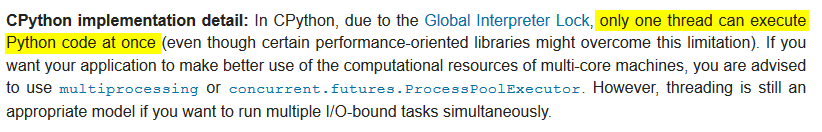 CPython implementation detail: In CPython, due to the Global Interpreter Lock, only one thread can execute
Python code at once (even though certain performance-oriented libraries might overcome this limitation). If you
want your application to make better use of the computational resources of multi-core machines, you are advised
to use multiprocessing or concurrent.futures.ProcessPoolExecutor. However, threading is still an
appropriate model if you want to run multiple I/O-bound tasks simultaneously.